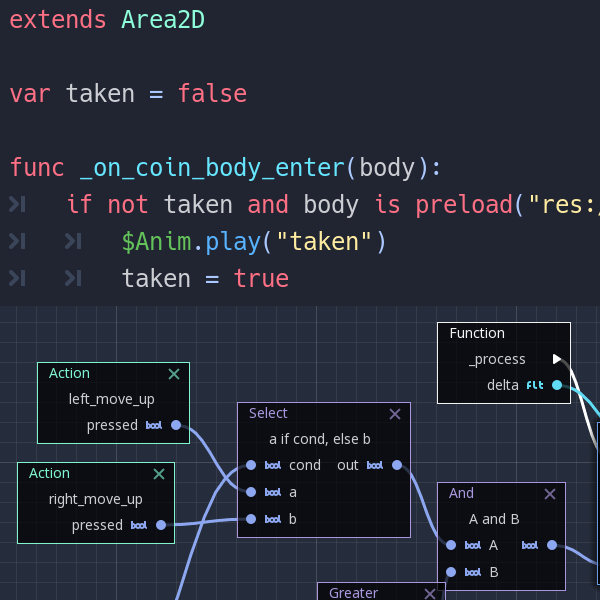 extends Area2D
var taken = false
func _on_coin_body_enter(body):
if not taken and body is preload("res:/
$Anim.play("taken")
taken = true
Function
_process
delta flt
Action
left_move_up
pressed bool
Select
a if cond, else b
bool cond out bool
bool a
bool b
Action
right_move_up
pressed bool
And
A and B
bool A bool
bool B
Greater